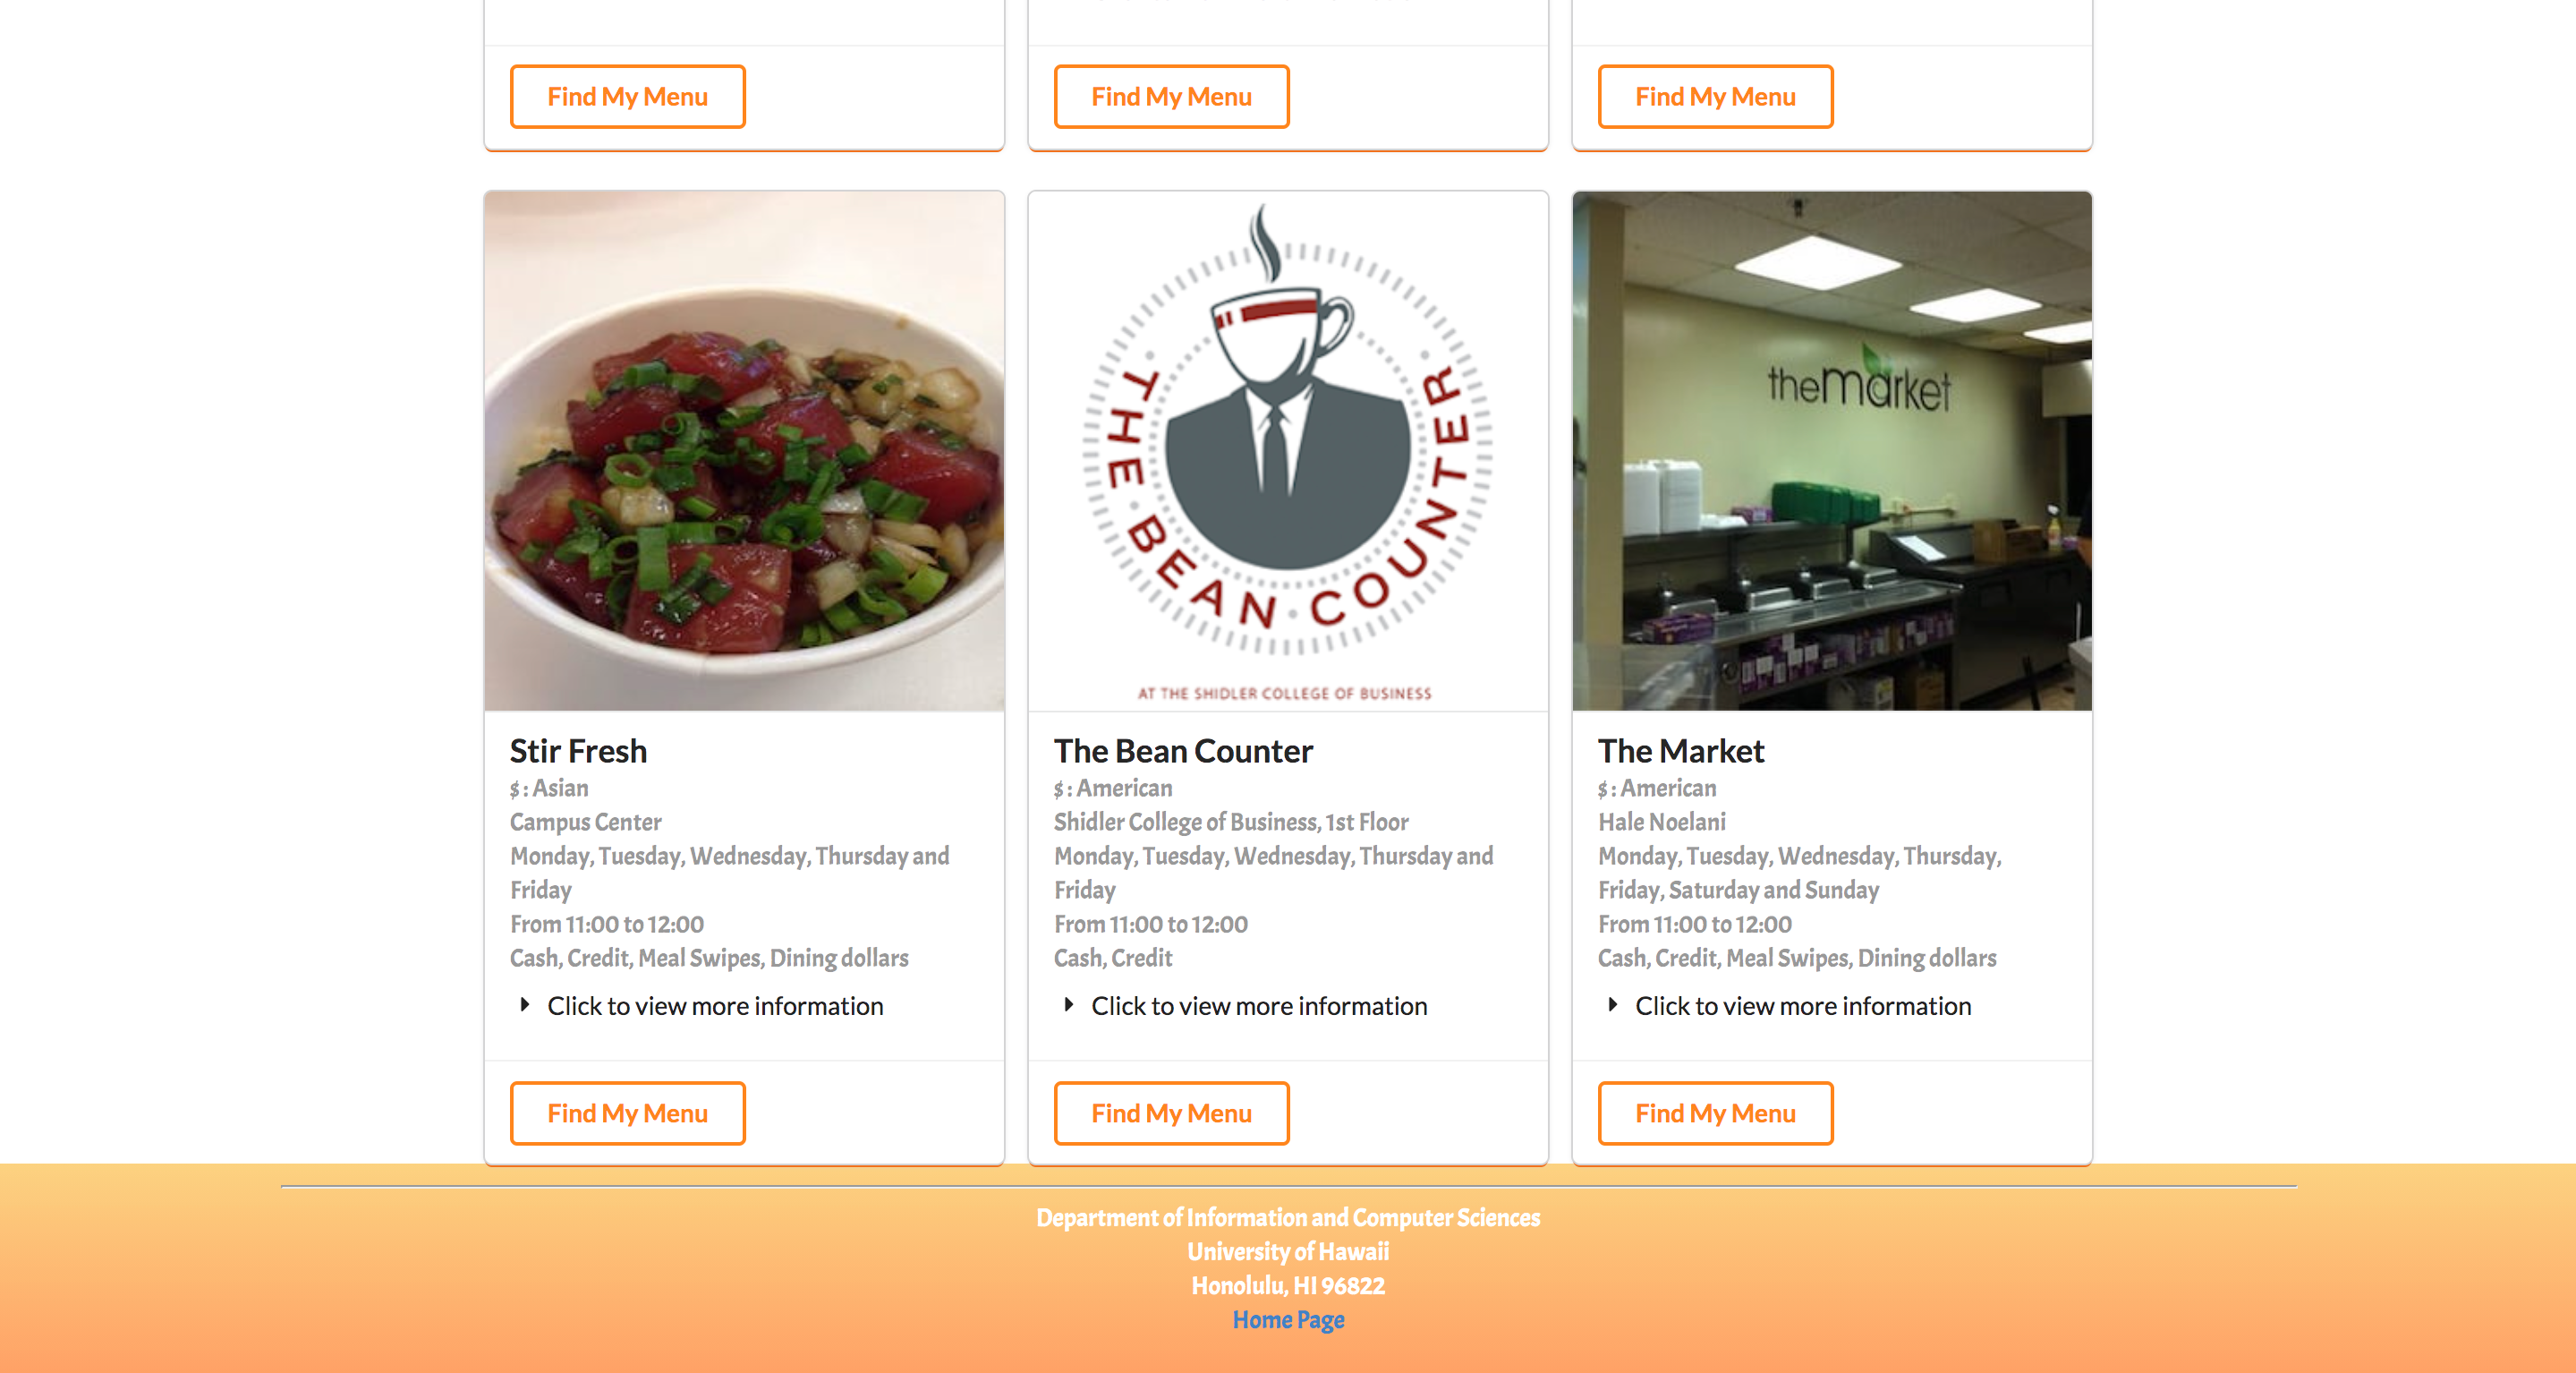 Find My Menu
Find My Menu
Find My Menu
THE · BEAN · COUNTER
AT THE SHIDLER COLLEGE OF BUSINESS
themarket
Stir Fresh
$ : Asian
Campus Center
Monday, Tuesday, Wednesday, Thursday and
Friday
From 11:00 to 12:00
Cash, Credit, Meal Swipes, Dining dollars
Click to view more information
Find My Menu
The Bean Counter
$ : American
Shidler College of Business, 1st Floor
Monday, Tuesday, Wednesday, Thursday and
Friday
From 11:00 to 12:00
Cash, Credit
Click to view more information
Find My Menu
The Market
$ : American
Hale Noelani
Monday, Tuesday, Wednesday, Thursday,
Friday, Saturday and Sunday
From 11:00 to 12:00
Cash, Credit, Meal Swipes, Dining dollars
Click to view more information
Find My Menu
Department of Information and Computer Sciences
University of Hawaii
Honolulu, HI 96822
Home Page